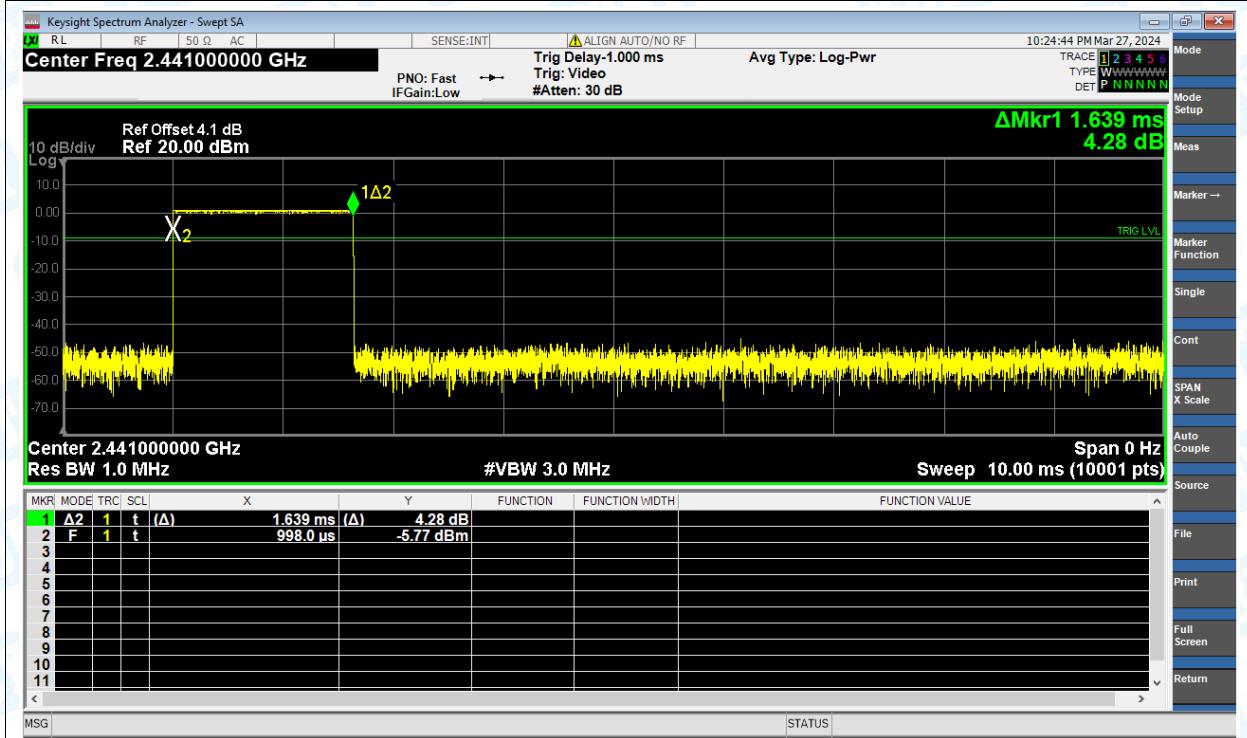 Keysight Spectrum Analyzer - Swept SA
LXI RL RF 50 Ω AC SENSE:INT ALIGN AUTO/NO RF 10:24:44 PM Mar 27, 2024
Center Freq 2.441000000 GHz
PNO: Fast
IFGain:Low
Trig Delay-1.000 ms
Trig: Video
#Atten: 30 dB
Avg Type: Log-Pwr
TRACE 1 2 3 4 5 6
TYPE WWWWWW
DET P N N N N N
ΔMkr1 1.639 ms
4.28 dB
Ref Offset 4.1 dB
10 dB/div Ref 20.00 dBm
Log
10.0
0.00
-10.0
-20.0
-30.0
-40.0
-50.0
-60.0
-70.0
1Δ2
X2
TRIG LVL
Center 2.441000000 GHz Span 0 Hz
Res BW 1.0 MHz #VBW 3.0 MHz Sweep 10.00 ms (10001 pts)
MKR MODE TRC SCL X Y FUNCTION FUNCTION WIDTH FUNCTION VALUE
1 Δ2 1 t (Δ) 1.639 ms (Δ) 4.28 dB
2 F 1 t 998.0 µs -5.77 dBm
3
4
5
6
7
8
9
10
11
MSG STATUS
Mode
Mode
Setup
Meas
Marker →
Marker
Function
Single
Cont
SPAN
X Scale
Auto
Couple
Source
File
Print
Full
Screen
Return